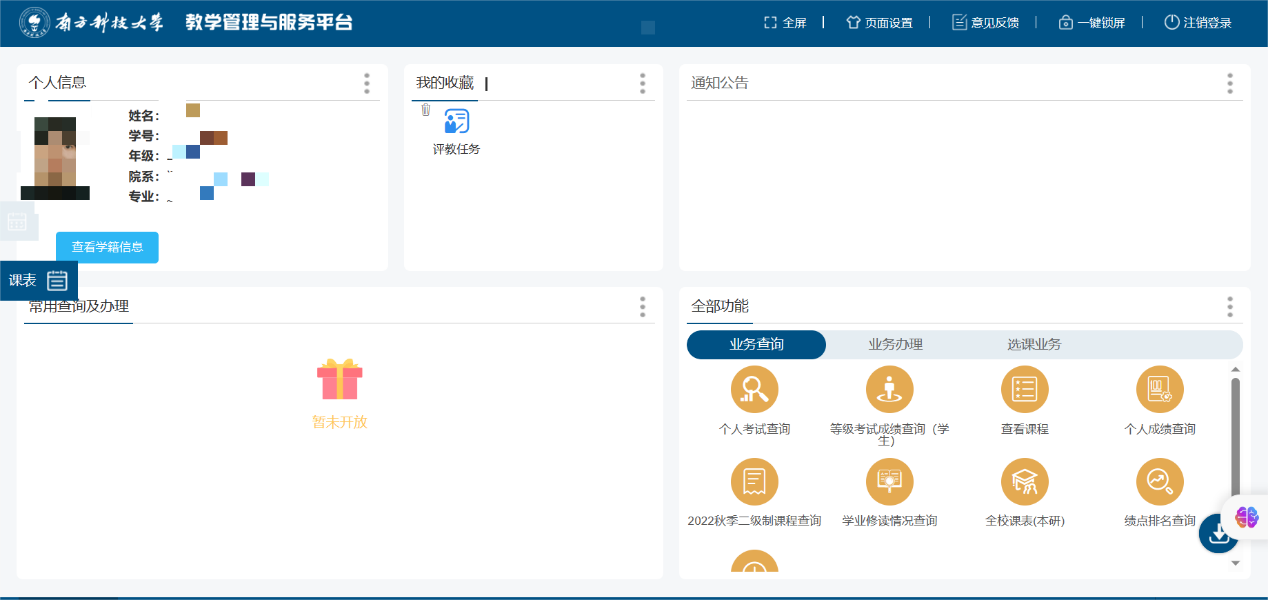 南方科技大学 教学管理与服务平台 全屏 页面设置 意见反馈 一键锁屏 注销登录
个人信息
姓名：
学号：
年级：
院系：
专业：
查看学籍信息
课表
我的收藏
评教任务
通知公告
常用查询及办理
暂未开放
全部功能
业务查询 业务办理 选课业务
个人考试查询 等级考试成绩查询（学
生） 查看课程 个人成绩查询
2022秋季二级制课程查询 学业修读情况查询 全校课表(本研) 绩点排名查询